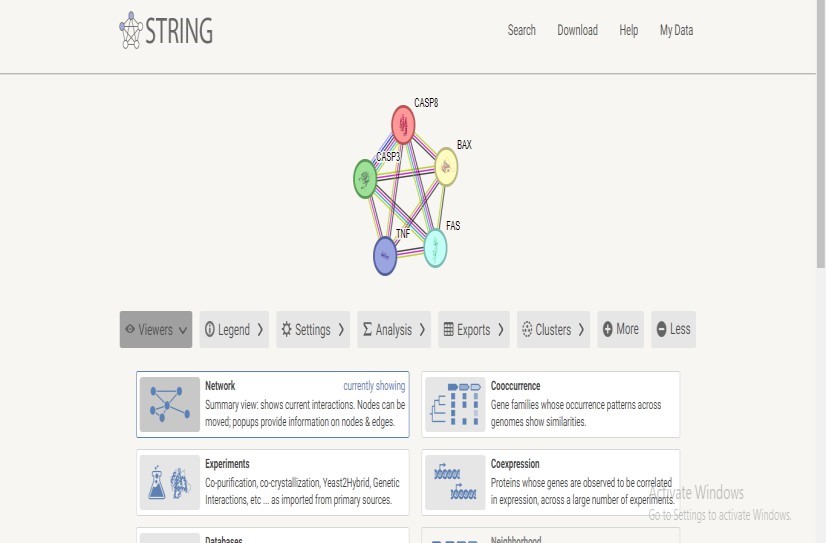 STRING
Search Download Help My Data
CASP8
BAX
CASP3
FAS
TNF
Viewers Legend Settings Analysis Exports Clusters More Less
Network currently showing
Summary view: shows current interactions. Nodes can be
moved; popups provide information on nodes & edges.
Cooccurence
Gene families whose occurrence patterns across
genomes show similarities.
Experiments
Co-purification, co-crystallization, Yeast2Hybrid, Genetic
Interactions, etc ... as imported from primary sources.
Coexpression
Proteins whose genes are observed to be correlated
in expression, across a large number of experiments.
Activate Windows
Go to Settings to activate Windows.
Databases
Neighborhood